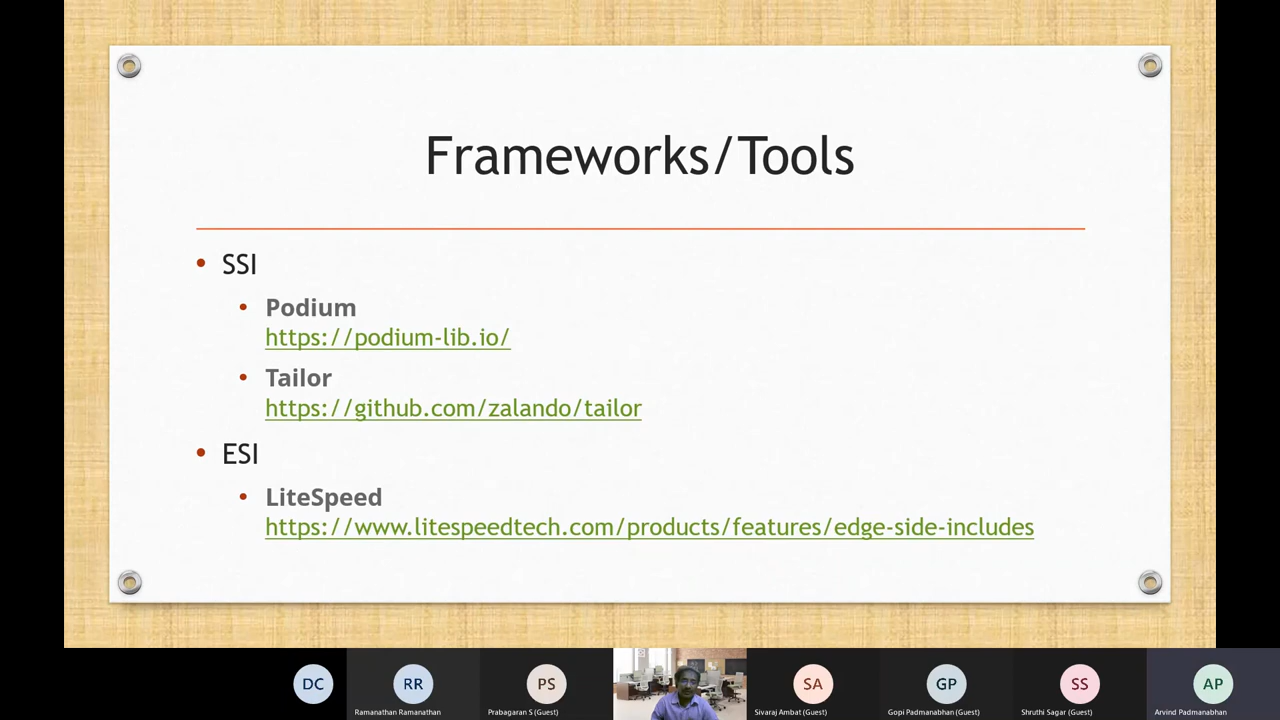 Frameworks/Tools
• SSI
• Podium
https://podium-lib.io/
• Tailor
https://github.com/zalando/tailor
• ESI
• LiteSpeed
https://www.litespeedtech.com/products/features/edge-side-includes
DC
RR
PS
SA
GP
SS
AP
Ramanathan Ramanathan
Prabagaran S (Guest)
Sivaraj Ambat (Guest)
Gopi Padmanabhan (Guest)
Shruthi Sagar (Guest)
Arvind Padmanabhan